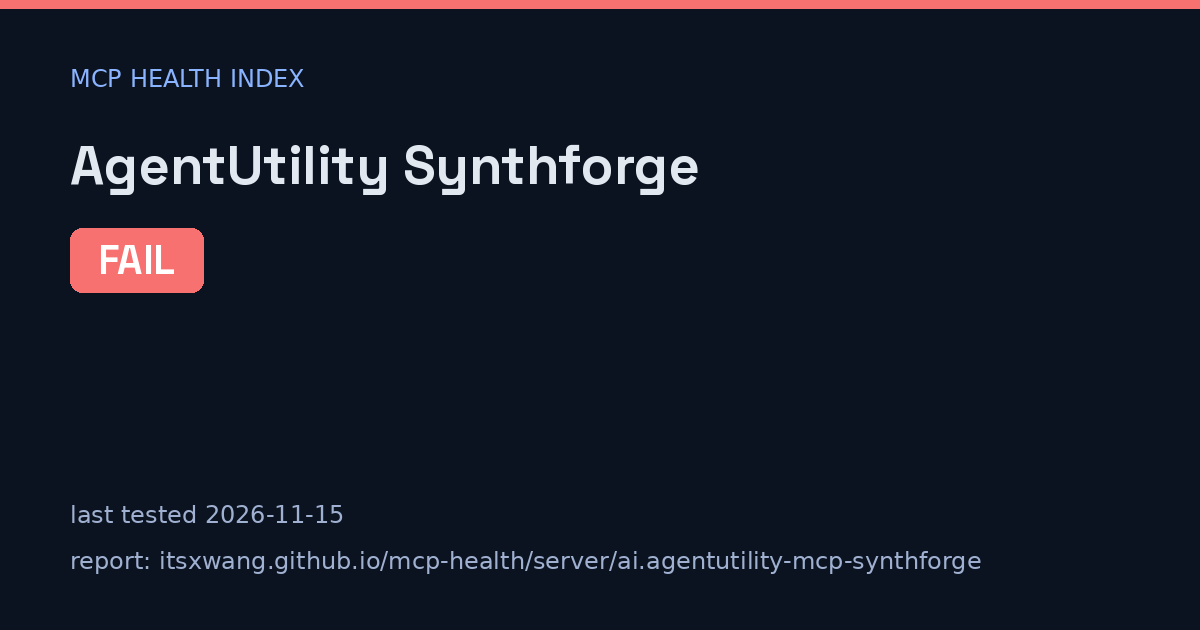 MCP HEALTH INDEX
AgentUtility Synthforge
FAIL
last tested 2026-11-15
report: itsxwang.github.io/mcp-health/server/ai.agentutility-mcp-synthforge